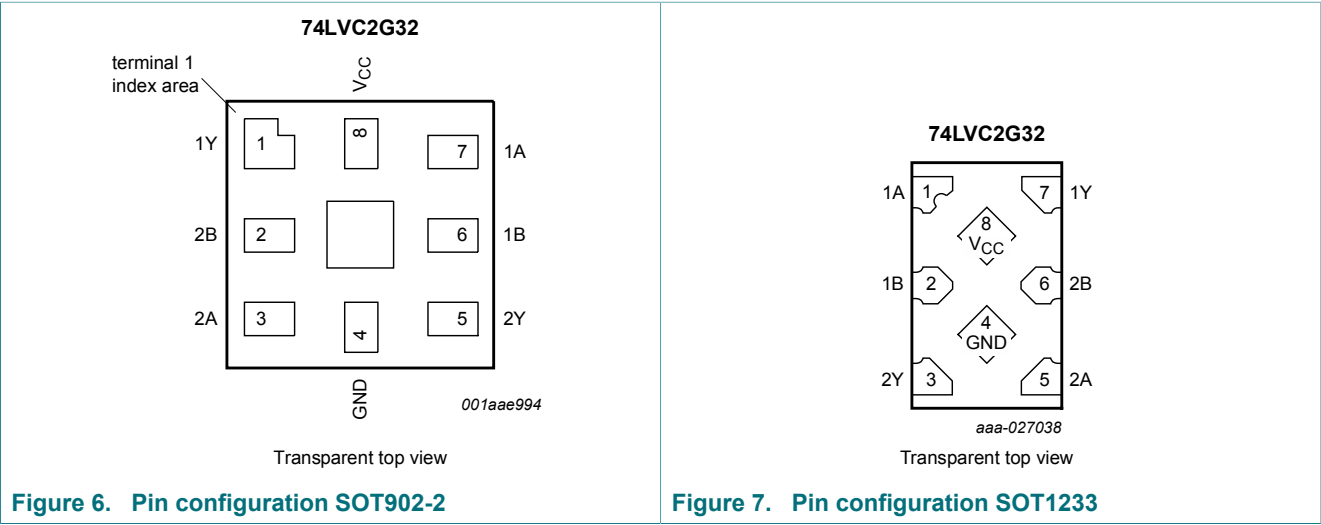 74LVC2G32
terminal 1
index area
VCC
1Y 1 8 7 1A
2B 2 6 1B
2A 3 4 5 2Y
GND
001aae994
Transparent top view
Figure 6. Pin configuration SOT902-2
74LVC2G32
1A 1 7 1Y
8
VCC
1B 2 6 2B
4
GND
2Y 3 5 2A
aaa-027038
Transparent top view
Figure 7. Pin configuration SOT1233